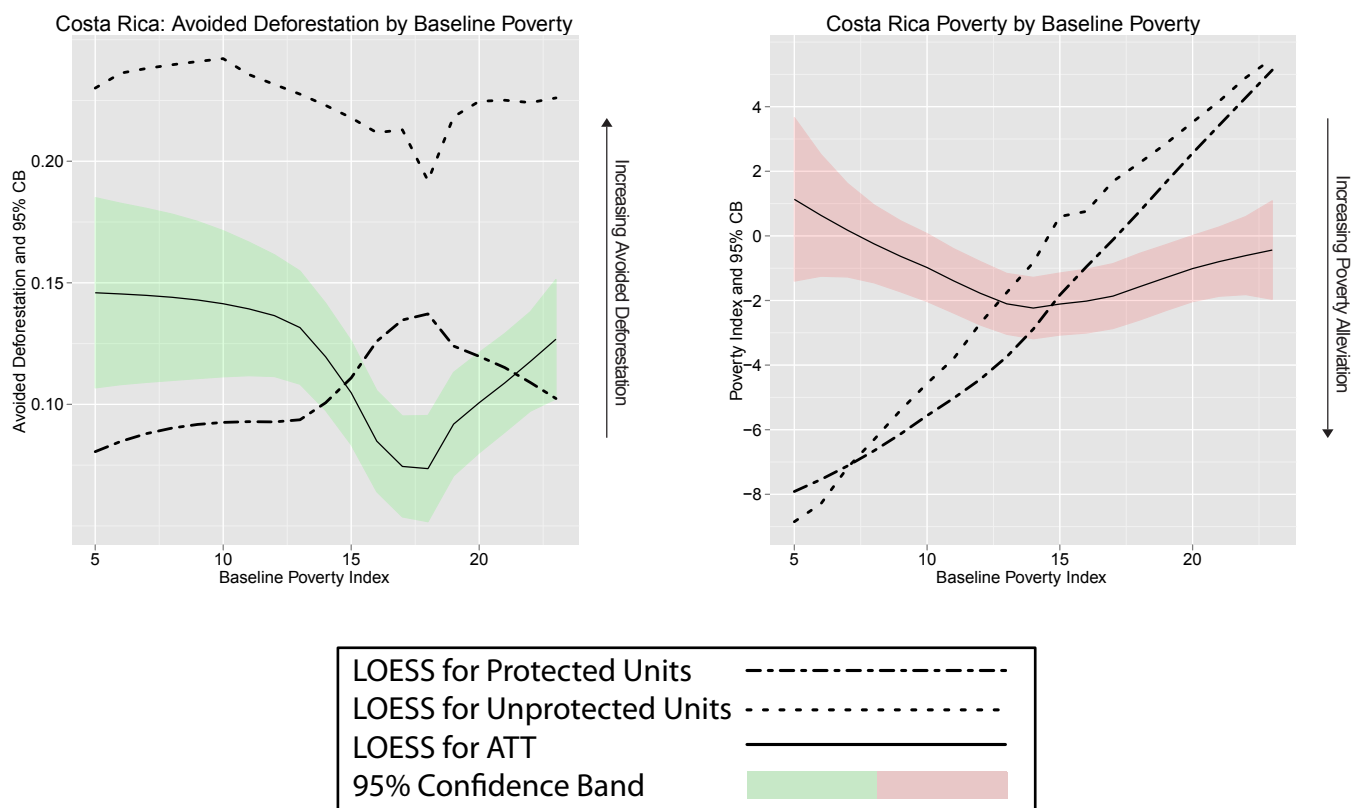 Costa Rica: Avoided Deforestation by Baseline Poverty
Avoided Deforestation and 95% CB
0.20
0.15
0.10
5
10
15
20
Baseline Poverty Index
Increasing Avoided Deforestation
Costa Rica Poverty by Baseline Poverty
Poverty Index and 95% CB
4
2
0
−2
−4
−6
−8
5
10
15
20
Baseline Poverty Index
Increasing Poverty Alleviation
LOESS for Protected Units
LOESS for Unprotected Units
LOESS for ATT
95% Confidence Band